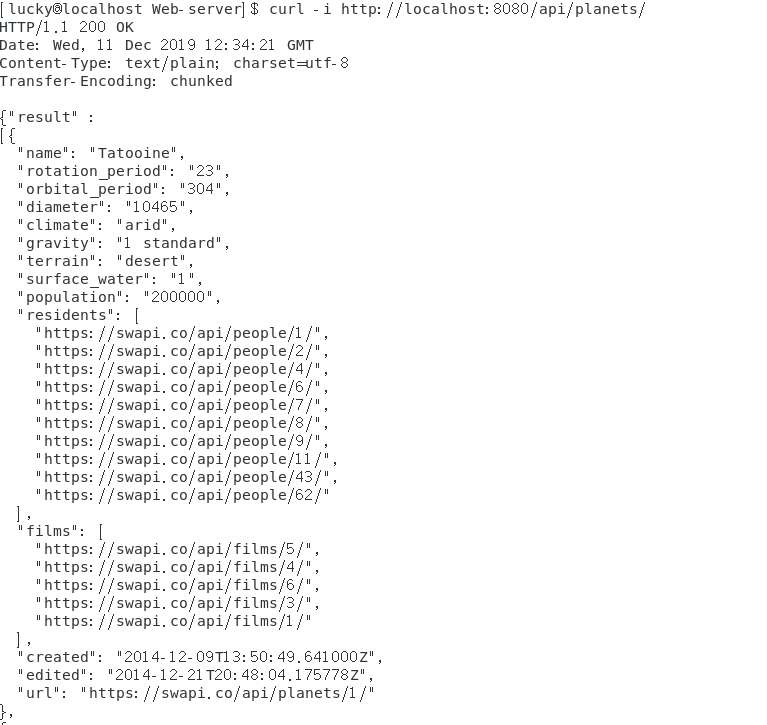 [lucky@localhost Web-server]$ curl -i http://localhost:8080/api/planets/
HTTP/1.1 200 OK
Date: Wed, 11 Dec 2019 12:34:21 GMT
Content-Type: text/plain; charset=utf-8
Transfer-Encoding: chunked

{"result" :
[{
  "name": "Tatooine",
  "rotation_period": "23",
  "orbital_period": "304",
  "diameter": "10465",
  "climate": "arid",
  "gravity": "1 standard",
  "terrain": "desert",
  "surface_water": "1",
  "population": "200000",
  "residents": [
    "https://swapi.co/api/people/1/",
    "https://swapi.co/api/people/2/",
    "https://swapi.co/api/people/4/",
    "https://swapi.co/api/people/6/",
    "https://swapi.co/api/people/7/",
    "https://swapi.co/api/people/8/",
    "https://swapi.co/api/people/9/",
    "https://swapi.co/api/people/11/",
    "https://swapi.co/api/people/43/",
    "https://swapi.co/api/people/62/"
  ],
  "films": [
    "https://swapi.co/api/films/5/",
    "https://swapi.co/api/films/4/",
    "https://swapi.co/api/films/6/",
    "https://swapi.co/api/films/3/",
    "https://swapi.co/api/films/1/"
  ],
  "created": "2014-12-09T13:50:49.641000Z",
  "edited": "2014-12-21T20:48:04.175778Z",
  "url": "https://swapi.co/api/planets/1/"
},